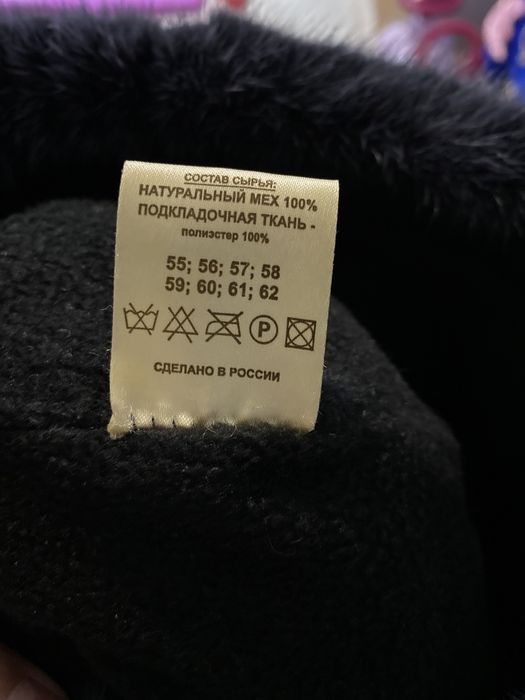 СОСТАВ СЫРЬЯ:
НАТУРАЛЬНЫЙ МЕХ 100%
ПОДКЛАДОЧНАЯ ТКАНЬ -
полиэстер 100%
55; 56; 57; 58
59; 60; 61; 62
P
СДЕЛАНО В РОССИИ